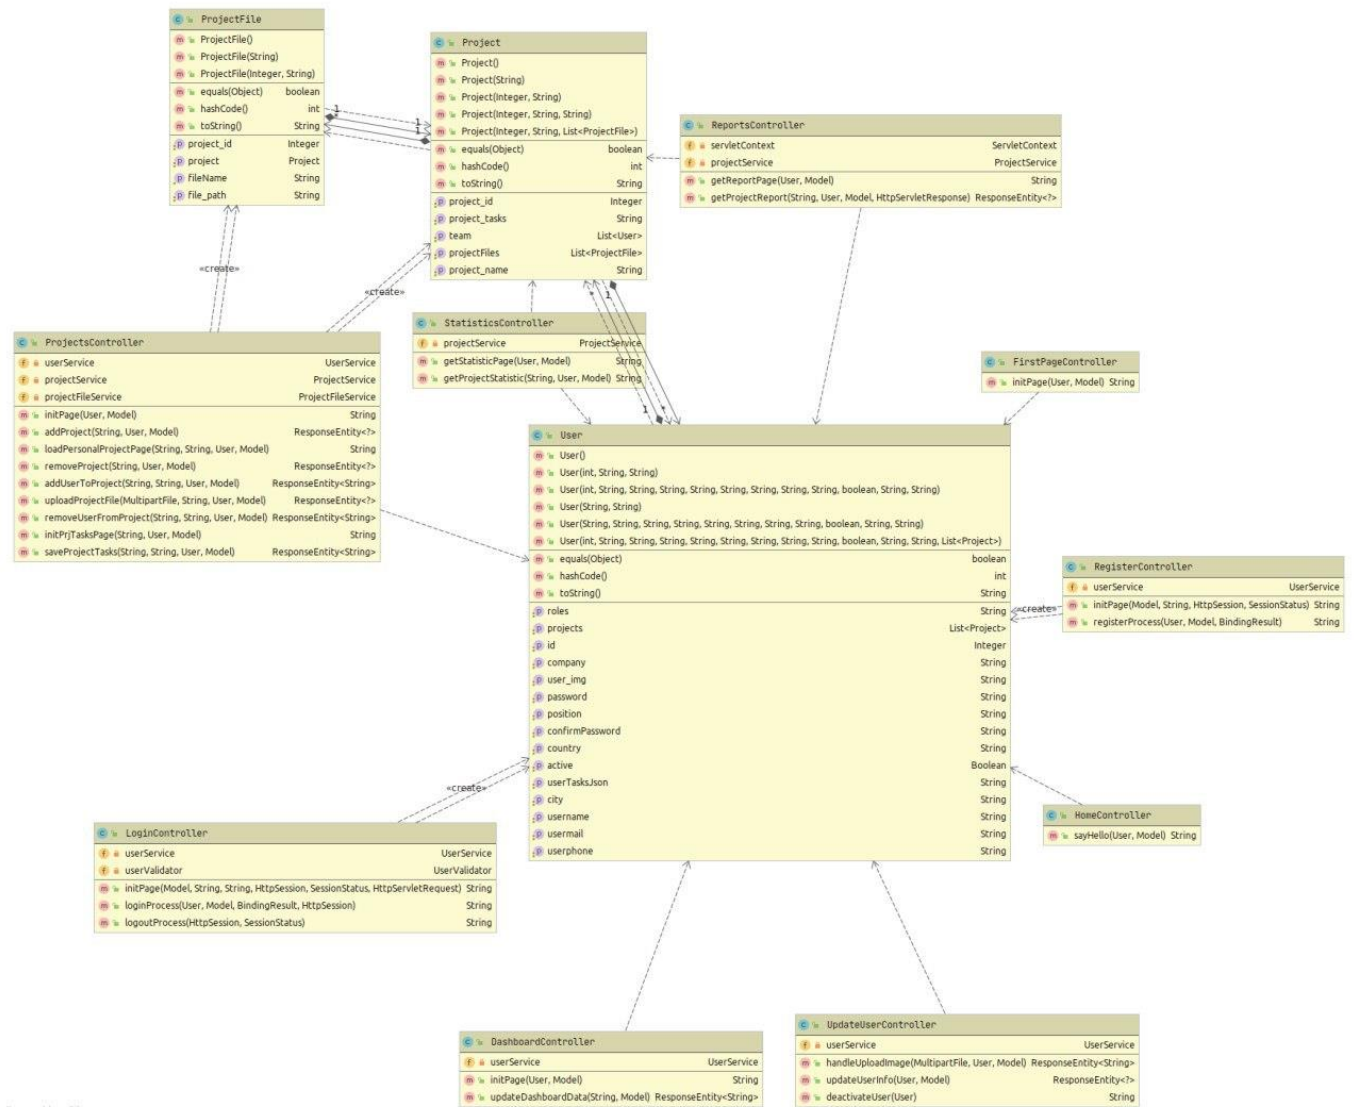 ProjectFile
ProjectFile()
ProjectFile(String)
ProjectFile(Integer, String)
equals(Object) boolean
hashCode() int
toString() String
project_id Integer
project Project
fileName String
file_path String
Project
Project()
Project(String)
Project(Integer, String)
Project(Integer, String, String)
Project(Integer, String, List<ProjectFile>)
equals(Object) boolean
hashCode() int
toString() String
project_id Integer
project_tasks String
team List<User>
projectFiles List<ProjectFile>
project_name String
1
1
1
*
ReportsController
servletContext ServletContext
projectService ProjectService
getReportPage(User, Model) String
getProjectReport(String, User, Model, HttpServletResponse) ResponseEntity<?>
«create»
«create»
ProjectsController
userService UserService
projectService ProjectService
projectFileService ProjectFileService
initPage(User, Model) String
addProject(String, User, Model) ResponseEntity<?>
loadPersonalProjectPage(String, String, User, Model) String
removeProject(String, User, Model) ResponseEntity<?>
addUserToProject(String, String, User, Model) ResponseEntity<String>
uploadProjectFile(MultipartFile, String, User, Model) ResponseEntity<?>
removeUserFromProject(String, String, User, Model) ResponseEntity<String>
initPrjTasksPage(String, User, Model) String
saveProjectTasks(String, String, User, Model) ResponseEntity<String>
StatisticsController
projectService ProjectService
getStatisticPage(User, Model) String
getProjectStatistic(String, User, Model) String
*
1
1
*
FirstPageController
initPage(User, Model) String
User
User()
User(int, String, String)
User(int, String, String, String, String, String, String, String, String, boolean, String, String)
User(String, String)
User(String, String, String, String, String, String, String, String, boolean, String, String)
User(int, String, String, String, String, String, String, String, String, boolean, String, String, List<Project>)
equals(Object) boolean
hashCode() int
toString() String
roles String
projects List<Project>
id Integer
company String
user_img String
password String
position String
confirmPassword String
country String
active Boolean
userTasksJson String
city String
username String
usermail String
userphone String
RegisterController
userService UserService
initPage(Model, String, HttpSession, SessionStatus) String
registerProcess(User, Model, BindingResult) String
«create»
HomeController
sayHello(User, Model) String
«create»
LoginController
userService UserService
userValidator UserValidator
initPage(Model, String, String, HttpSession, SessionStatus, HttpServletRequest) String
loginProcess(User, Model, BindingResult, HttpSession) String
logoutProcess(HttpSession, SessionStatus) String
DashboardController
userService UserService
initPage(User, Model) String
updateDashboardData(String, Model) ResponseEntity<String>
UpdateUserController
userService UserService
handleUploadImage(MultipartFile, User, Model) ResponseEntity<String>
updateUserInfo(User, Model) ResponseEntity<?>
deactivateUser(User) String